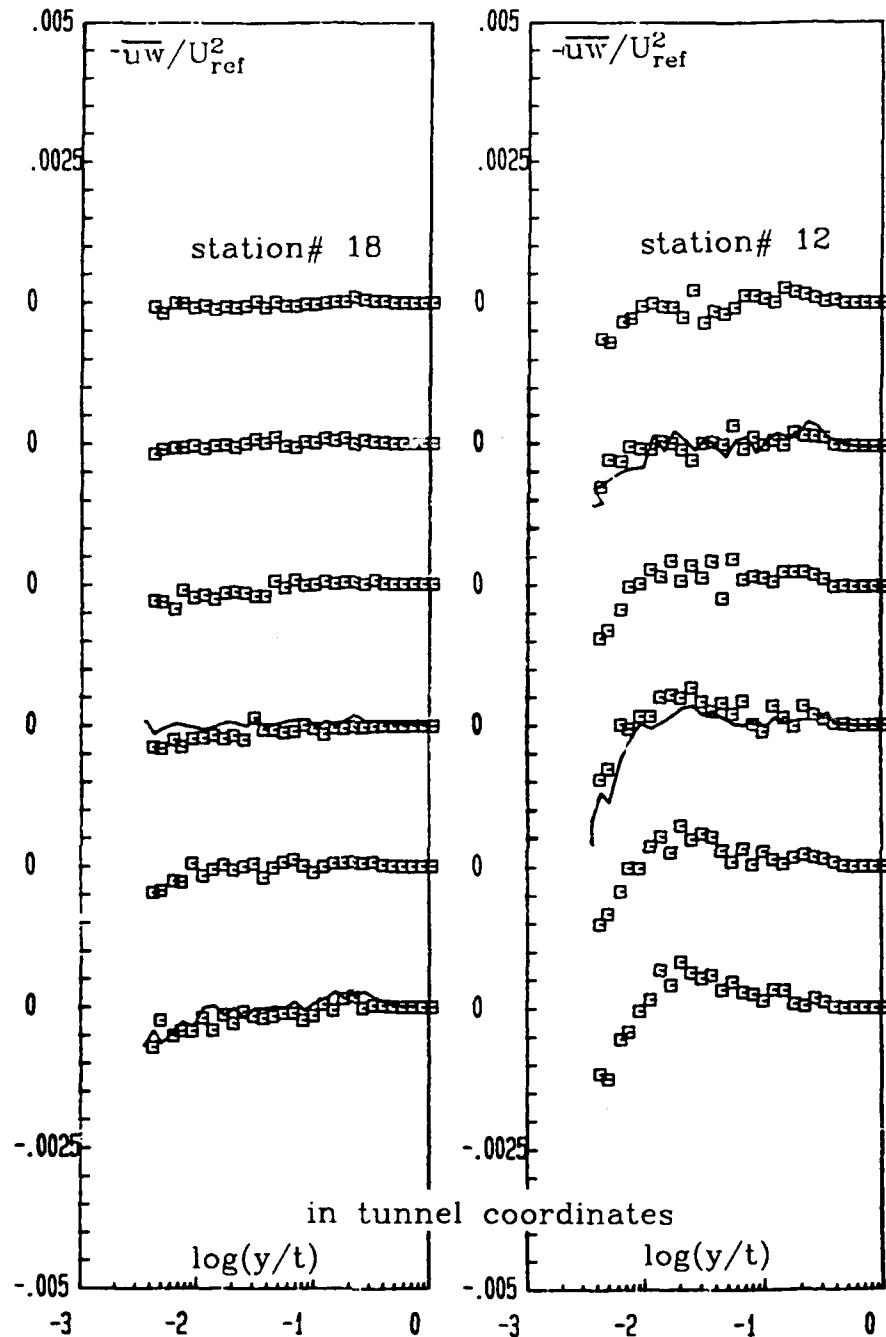 .005
-uw/U²ref
.0025
station# 18
0
0
0
0
0
0
-.0025
log(y/t)
-.005
-3 -2 -1 0
.005
-uw/U²ref
.0025
station# 12
0
0
0
0
0
0
-.0025
in tunnel coordinates
log(y/t)
-.005
-3 -2 -1 0